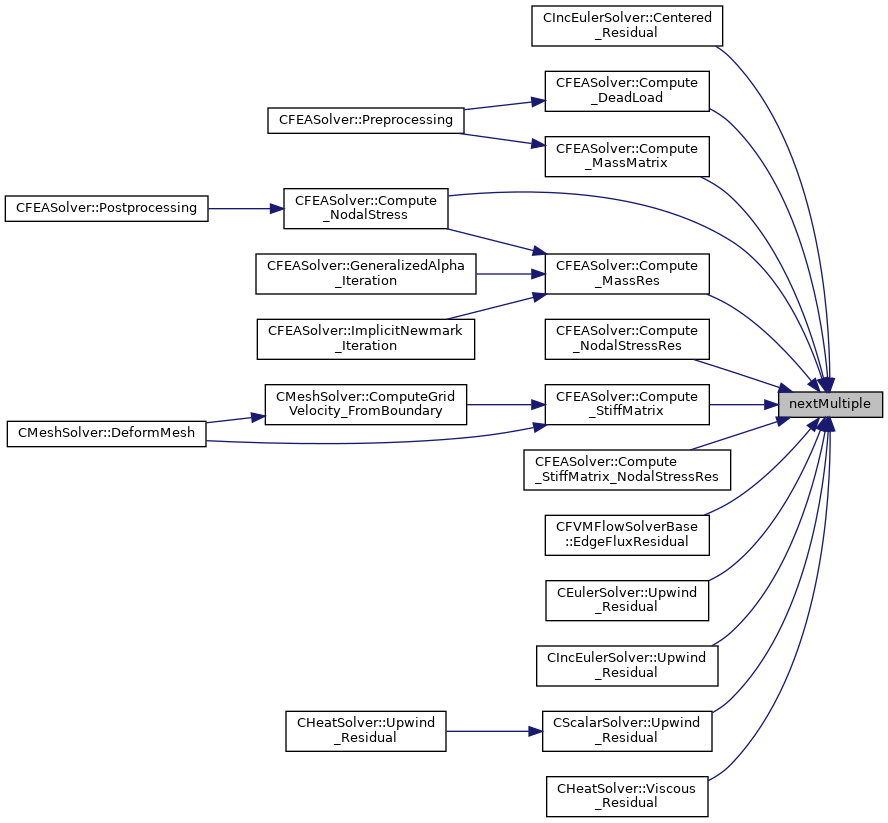 CIncEulerSolver::Centered
_Residual
CFEASolver::Compute
_DeadLoad
CFEASolver::Preprocessing
CFEASolver::Compute
_MassMatrix
CFEASolver::Postprocessing
CFEASolver::Compute
_NodalStress
CFEASolver::GeneralizedAlpha
_Iteration
CFEASolver::Compute
_MassRes
CFEASolver::ImplicitNewmark
_Iteration
CFEASolver::Compute
_NodalStressRes
CMeshSolver::ComputeGrid
Velocity_FromBoundary
CFEASolver::Compute
_StiffMatrix
nextMultiple
CMeshSolver::DeformMesh
CFEASolver::Compute
_StiffMatrix_NodalStressRes
CFVMFlowSolverBase
::EdgeFluxResidual
CEulerSolver::Upwind
_Residual
CIncEulerSolver::Upwind
_Residual
CHeatSolver::Upwind
_Residual
CScalarSolver::Upwind
_Residual
CHeatSolver::Viscous
_Residual